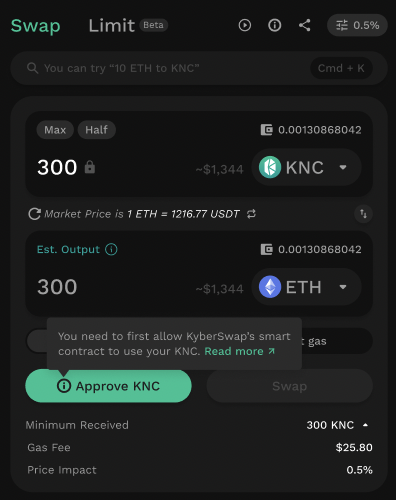 Swap Limit Beta 0.5%
You can try “10 ETH to KNC” Cmd + K
Max Half 0.00130868042
300 ~$1,344 KNC
Market Price is 1 ETH = 1216.77 USDT
Est. Output 0.00130868042
300 ~$1,344 ETH
You need to first allow KyberSwap’s smart
contract to use your KNC. Read more ↗
gas
Approve KNC Swap
Minimum Received 300 KNC
Gas Fee $25.80
Price Impact 0.5%